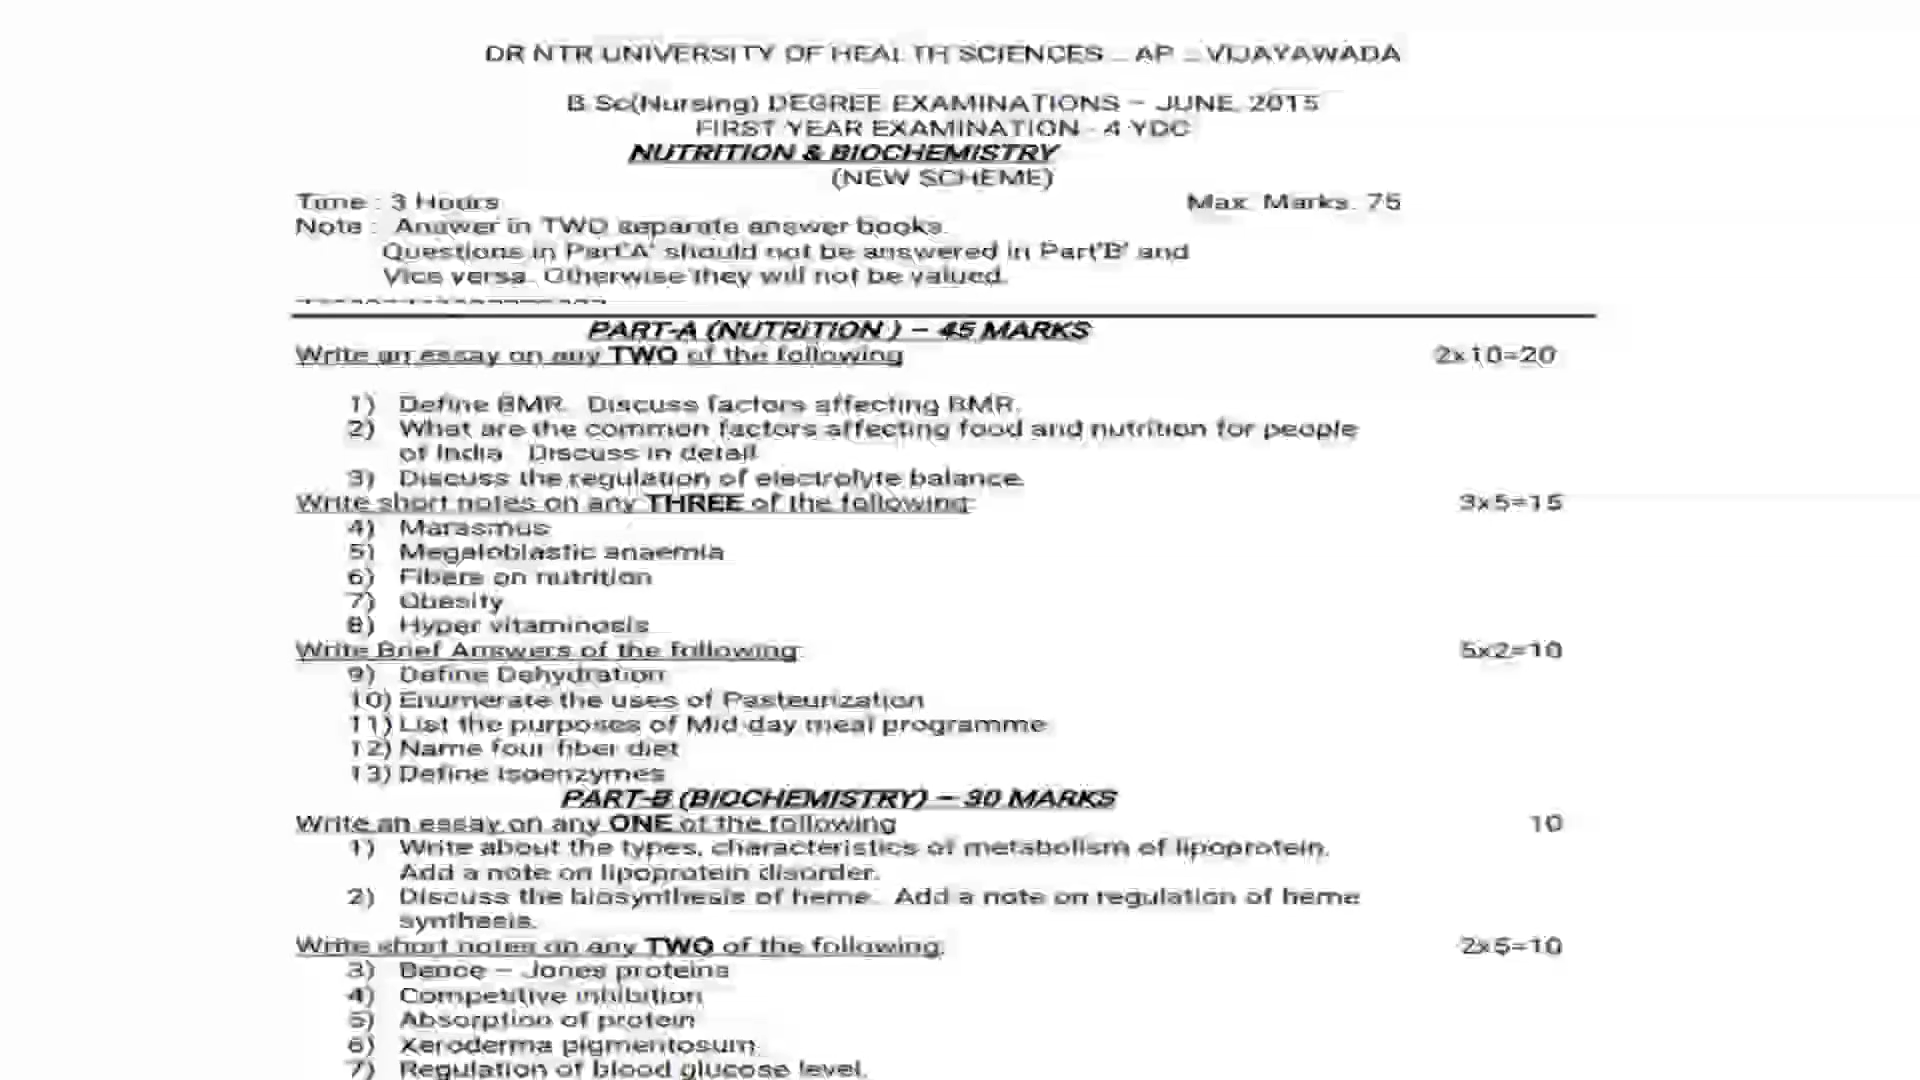 DR NTR UNIVERSITY OF HEALTH SCIENCES – AP – VIJAYAWADA
B.Sc(Nursing) DEGREE EXAMINATIONS – JUNE, 2015
FIRST YEAR EXAMINATION - 4 YDC
NUTRITION & BIOCHEMISTRY
(NEW SCHEME)
Time : 3 Hours Max. Marks. 75
Note : Answer in TWO separate answer books.
Questions in Part'A' should not be answered in Part'B' and
Vice versa. Otherwise they will not be valued.
PART-A (NUTRITION ) – 45 MARKS
Write an essay on any TWO of the following 2x10=20
1) Define BMR. Discuss factors affecting BMR.
2) What are the common factors affecting food and nutrition for people
of India. Discuss in detail
3) Discuss the regulation of electrolyte balance.
Write short notes on any THREE of the following: 3x5=15
4) Marasmus
5) Megaloblastic anaemia
6) Fibers on nutrition
7) Obesity
8) Hyper vitaminosis
Write Brief Answers of the following: 5x2=10
9) Define Dehydration
10) Enumerate the uses of Pasteurization
11) List the purposes of Mid-day meal programme
12) Name four fiber diet
13) Define Isoenzymes
PART-B (BIOCHEMISTRY) – 30 MARKS
Write an essay on any ONE of the following 10
1) Write about the types, characteristics of metabolism of lipoprotein.
Add a note on lipoprotein disorder.
2) Discuss the biosynthesis of heme. Add a note on regulation of heme
synthesis.
Write short notes on any TWO of the following: 2x5=10
3) Bence – Jones proteins
4) Competitive inhibition
5) Absorption of protein
6) Xeroderma pigmentosum
7) Regulation of blood glucose level.